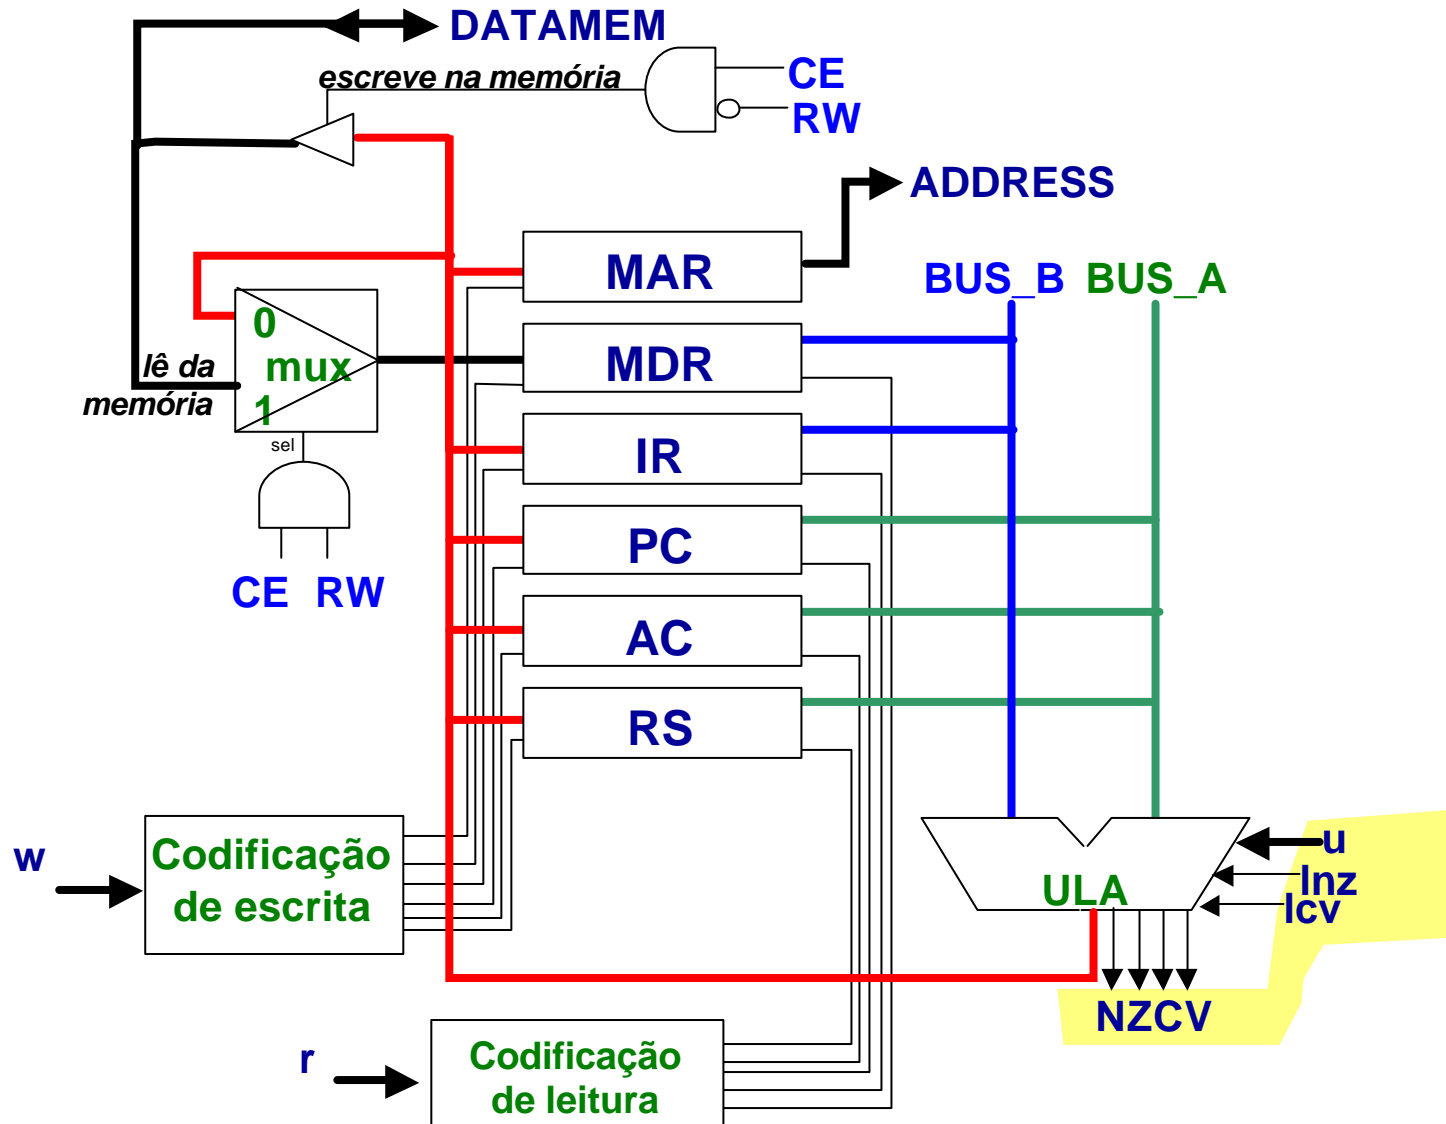 DATAMEM
escreve na memória
CE
RW
ADDRESS
MAR
BUS_B BUS_A
0
mux
1
lê da
memória
MDR
sel
IR
CE RW
PC
AC
RS
w
Codificação
de escrita
u
lnz
lcv
ULA
NZCV
r
Codificação
de leitura